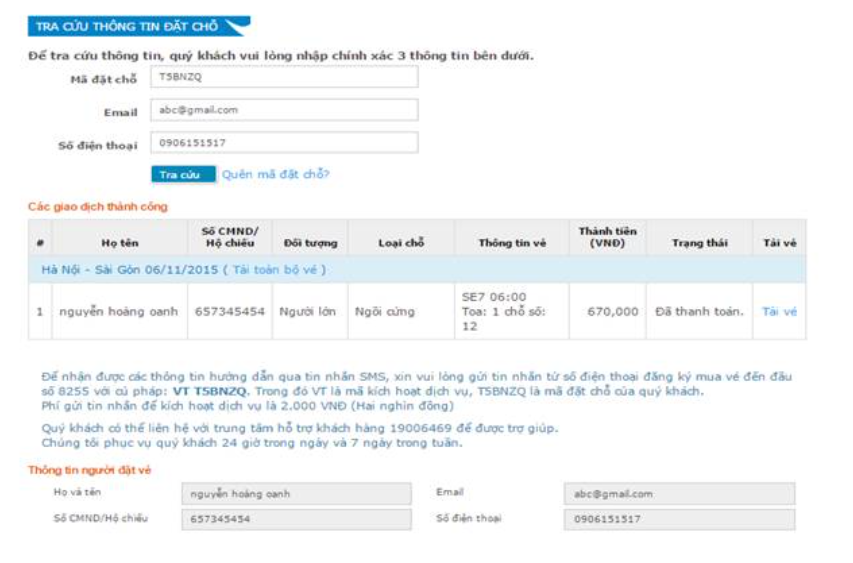 TRA CỨU THÔNG TIN ĐẶT CHỖ
Để tra cứu thông tin, quý khách vui lòng nhập chính xác 3 thông tin bên dưới.
Mã đặt chỗ T5BNZQ
Email abc@gmail.com
Số điện thoại 0906151517
Tra cứu Quên mã đặt chỗ?
Các giao dịch thành công
# Họ tên Số CMND/ Hộ chiếu Đối tượng Loại chỗ Thông tin vé Thành tiền (VNĐ) Trạng thái Tải vé
Hà Nội - Sài Gòn 06/11/2015 ( Tải toàn bộ vé )
1 nguyễn hoàng oanh 657345454 Người lớn Ngồi cứng SE7 06:00 Toa: 1 chỗ số: 12 670,000 Đã thanh toán. Tải vé
Để nhận được các thông tin hướng dẫn qua tin nhắn SMS, xin vui lòng gửi tin nhắn từ số điện thoại đăng ký mua vé đến đầu
số 8255 với cú pháp: VT T5BNZQ. Trong đó VT là mã kích hoạt dịch vụ, T5BNZQ là mã đặt chỗ của quý khách.
Phí gửi tin nhắn để kích hoạt dịch vụ là 2.000 VNĐ (Hai nghìn đồng)
Quý khách có thể liên hệ với trung tâm hỗ trợ khách hàng 19006469 để được trợ giúp.
Chúng tôi phục vụ quý khách 24 giờ trong ngày và 7 ngày trong tuần.
Thông tin người đặt vé
Họ và tên nguyễn hoàng oanh Email abc@gmail.com
Số CMND/Hộ chiếu 657345454 Số điện thoại 0906151517